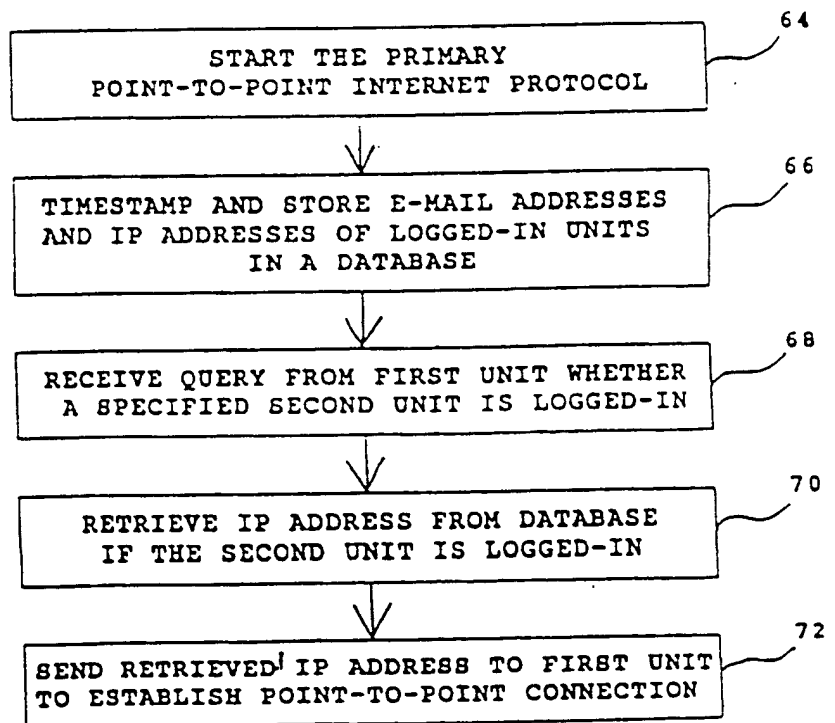 64
START THE PRIMARY
POINT-TO-POINT INTERNET PROTOCOL
66
TIMESTAMP AND STORE E-MAIL ADDRESSES
AND IP ADDRESSES OF LOGGED-IN UNITS
IN A DATABASE
68
RECEIVE QUERY FROM FIRST UNIT WHETHER
A SPECIFIED SECOND UNIT IS LOGGED-IN
70
RETRIEVE IP ADDRESS FROM DATABASE
IF THE SECOND UNIT IS LOGGED-IN
72
SEND RETRIEVED IP ADDRESS TO FIRST UNIT
TO ESTABLISH POINT-TO-POINT CONNECTION